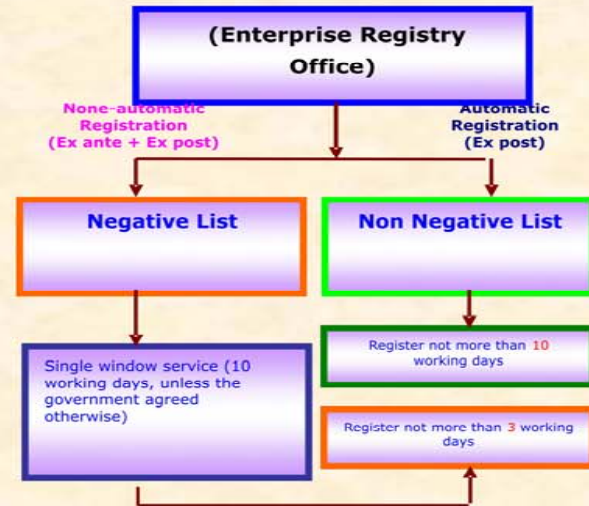 (Enterprise Registry
Office)
None-automatic
Registration
(Ex ante + Ex post)
Automatic
Registration
(Ex post)
Negative List
Non Negative List
Single window service (10
working days, unless the
government agreed
otherwise)
Register not more than 10
working days
Register not more than 3 working
days